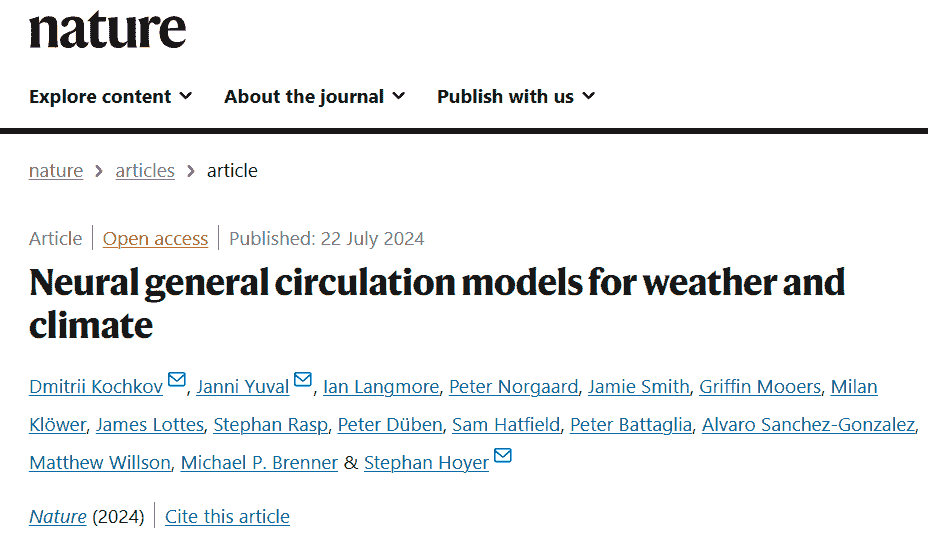 nature
Explore content About the journal Publish with us
nature > articles > article
Article | Open access | Published: 22 July 2024
Neural general circulation models for weather and
climate
Dmitrii Kochkov, Janni Yuval, Ian Langmore, Peter Norgaard, Jamie Smith, Griffin Mooers, Milan
Klöwer, James Lottes, Stephan Rasp, Peter Düben, Sam Hatfield, Peter Battaglia, Alvaro Sanchez-Gonzalez,
Matthew Willson, Michael P. Brenner & Stephan Hoyer
Nature (2024) | Cite this article